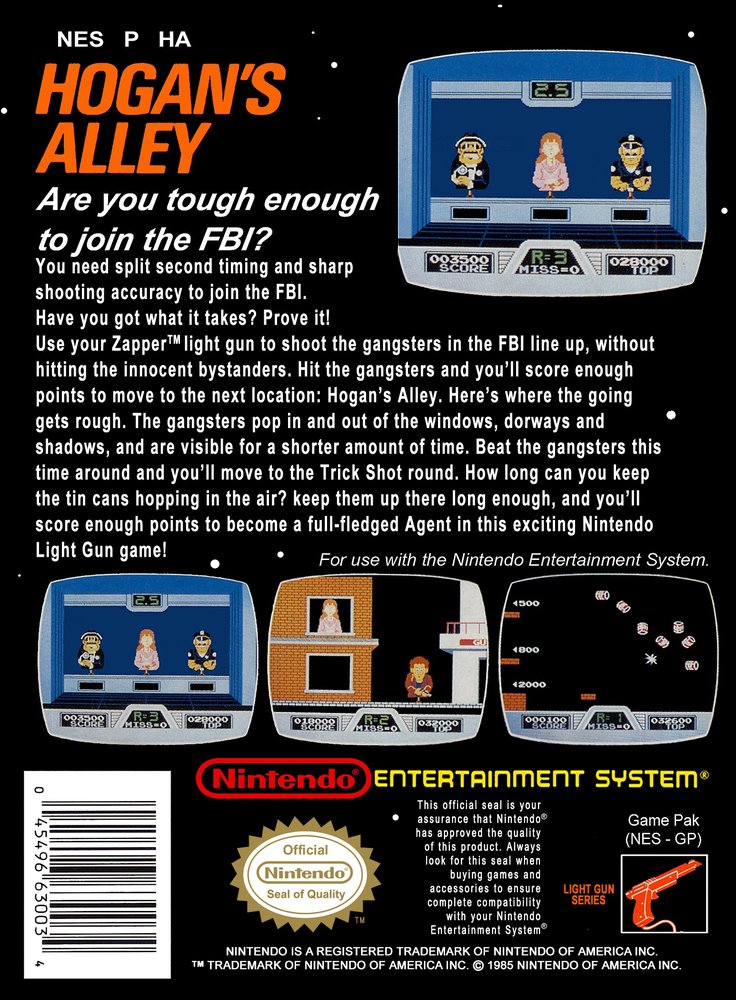 NES P HA
HOGAN'S
ALLEY
Are you tough enough
to join the FBI?
You need split second timing and sharp
shooting accuracy to join the FBI.
Have you got what it takes? Prove it!
Use your Zapper™ light gun to shoot the gangsters in the FBI line up, without
hitting the innocent bystanders. Hit the gangsters and you'll score enough
points to move to the next location: Hogan's Alley. Here's where the going
gets rough. The gangsters pop in and out of the windows, dorways and
shadows, and are visible for a shorter amount of time. Beat the gangsters this
time around and you'll move to the Trick Shot round. How long can you keep
the tin cans hopping in the air? keep them up there long enough, and you'll
score enough points to become a full-fledged Agent in this exciting Nintendo
Light Gun game!
2.5
003500 R=3 028000
SCORE MISS=0 TOP
For use with the Nintendo Entertainment System.
2.5
003500 R=3 028000
SCORE MISS=0 TOP
GU
018000 R=2 032000
SCORE MISS=0 TOP
500
800
2000
000100 R=1 032600
SCORE MISS=0 TOP
Nintendo® ENTERTAINMENT SYSTEM®
0 45496 63003 4
Official
Nintendo®
Seal of Quality
TM
This official seal is your
assurance that Nintendo®
has approved the quality
of this product. Always
look for this seal when
buying games and
accessories to ensure
complete compatibility
with your Nintendo
Entertainment System®
Game Pak
(NES - GP)
LIGHT GUN
SERIES
NINTENDO IS A REGISTERED TRADEMARK OF NINTENDO OF AMERICA INC.
™ TRADEMARK OF NINTENDO OF AMERICA INC. © 1985 NINTENDO OF AMERICA INC.